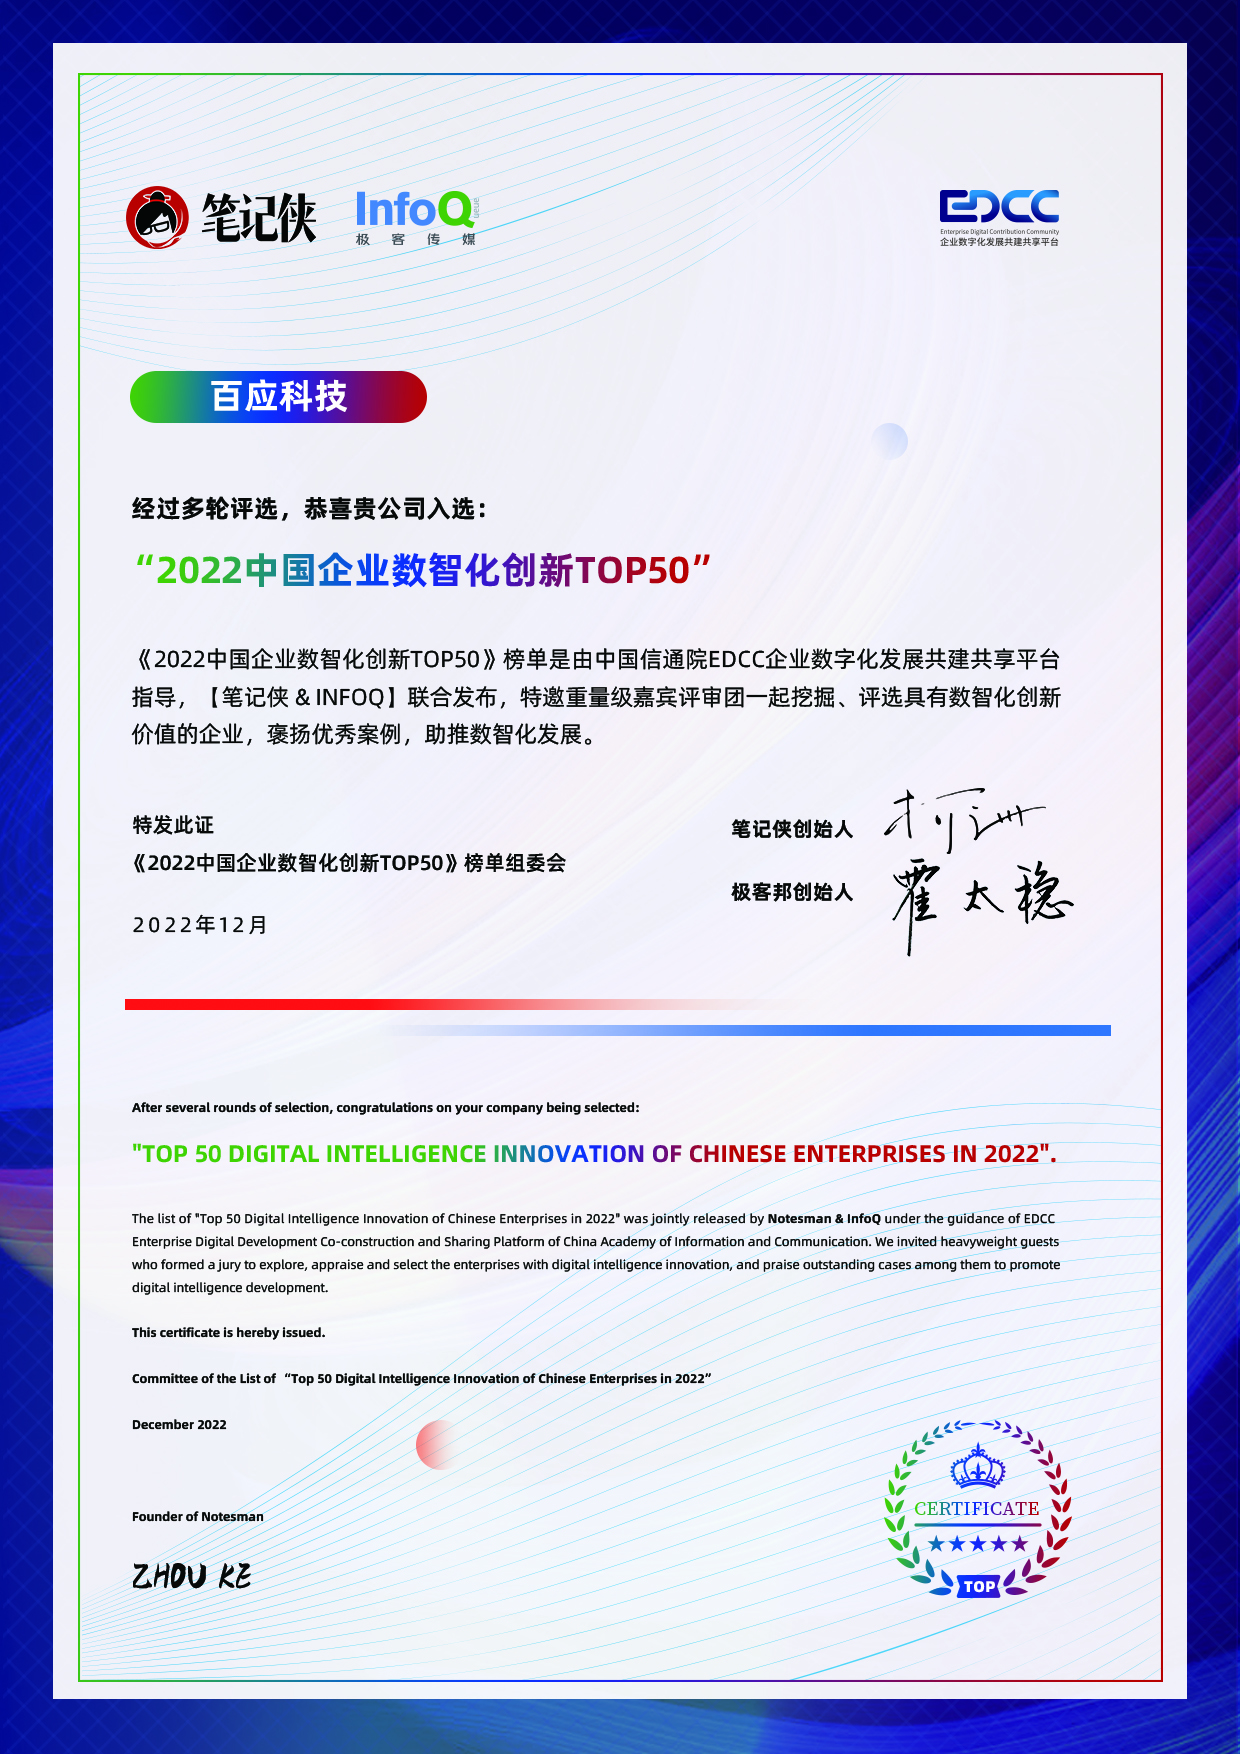 笔记侠
InfoQ
极客传媒
EDCC
Enterprise Digital Contribution Community
企业数字化发展共建共享平台
百应科技
经过多轮评选，恭喜贵公司入选：
“2022中国企业数智化创新TOP50”
《2022中国企业数智化创新TOP50》榜单是由中国信通院EDCC企业数字化发展共建共享平台
指导，【笔记侠 & INFOQ】联合发布，特邀重量级嘉宾评审团一起挖掘、评选具有数智化创新
价值的企业，褒扬优秀案例，助推数智化发展。
特发此证
《2022中国企业数智化创新TOP50》榜单组委会
2022年12月
笔记侠创始人 柯洲
极客邦创始人 霍太稳
After several rounds of selection, congratulations on your company being selected:
"TOP 50 DIGITAL INTELLIGENCE INNOVATION OF CHINESE ENTERPRISES IN 2022".
The list of "Top 50 Digital Intelligence Innovation of Chinese Enterprises in 2022" was jointly released by Notesman & InfoQ under the guidance of EDCC
Enterprise Digital Development Co-construction and Sharing Platform of China Academy of Information and Communication. We invited heavyweight guests
who formed a jury to explore, appraise and select the enterprises with digital intelligence innovation, and praise outstanding cases among them to promote
digital intelligence development.
This certificate is hereby issued.
Committee of the List of “Top 50 Digital Intelligence Innovation of Chinese Enterprises in 2022”
December 2022
Founder of Notesman
ZHOU KE
CERTIFICATE
TOP